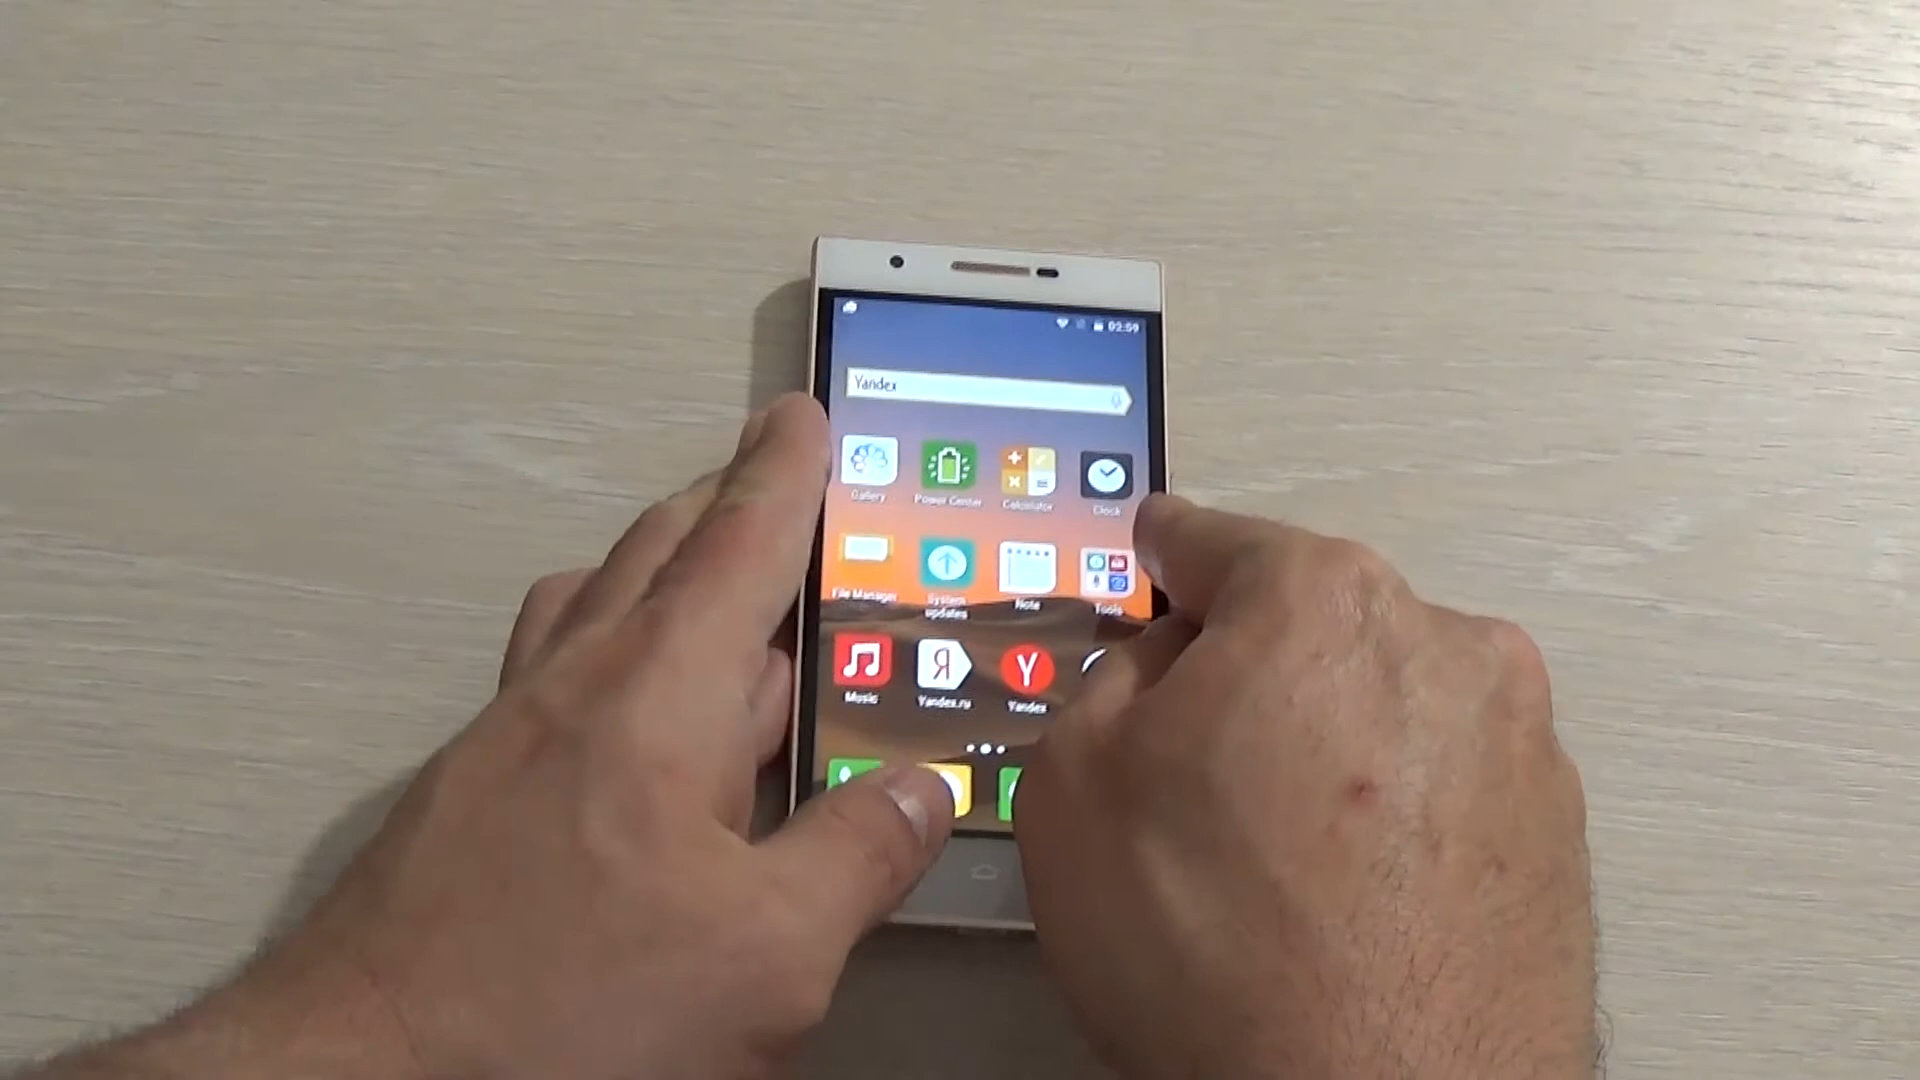 02:59
Yandex
Gallery
Power Center
Calculator
Clock
File Manager
System
updates
Note
Tools
Music
Я
Yandex.ru
Y
Yandex